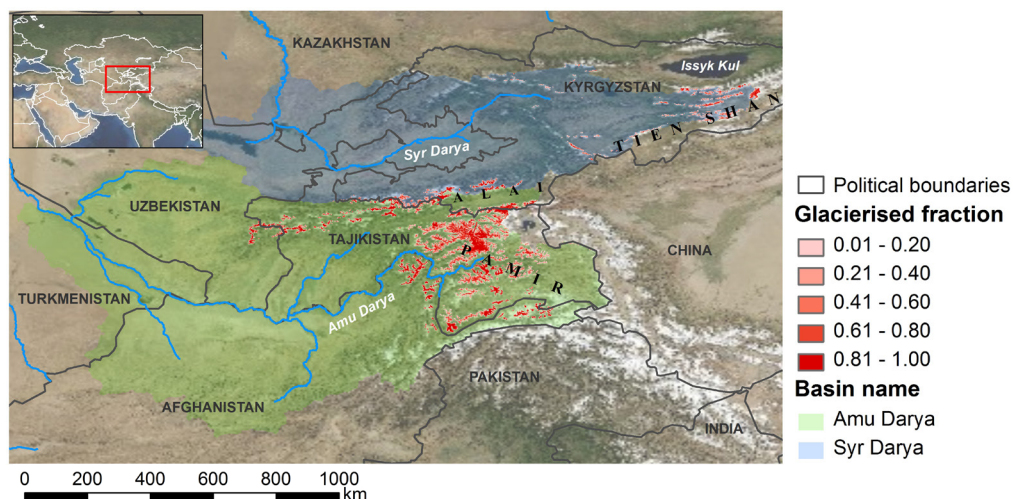 KAZAKHSTAN
Issyk Kul
KYRGYZSTAN
TIEN SHAN
Syr Darya
ALAI
UZBEKISTAN
TAJIKISTAN
PAMIR
CHINA
TURKMENISTAN
Amu Darya
PAKISTAN
AFGHANISTAN
INDIA
Political boundaries
Glacierised fraction
0.01 - 0.20
0.21 - 0.40
0.41 - 0.60
0.61 - 0.80
0.81 - 1.00
Basin name
Amu Darya
Syr Darya
0 200 400 600 800 1000
km